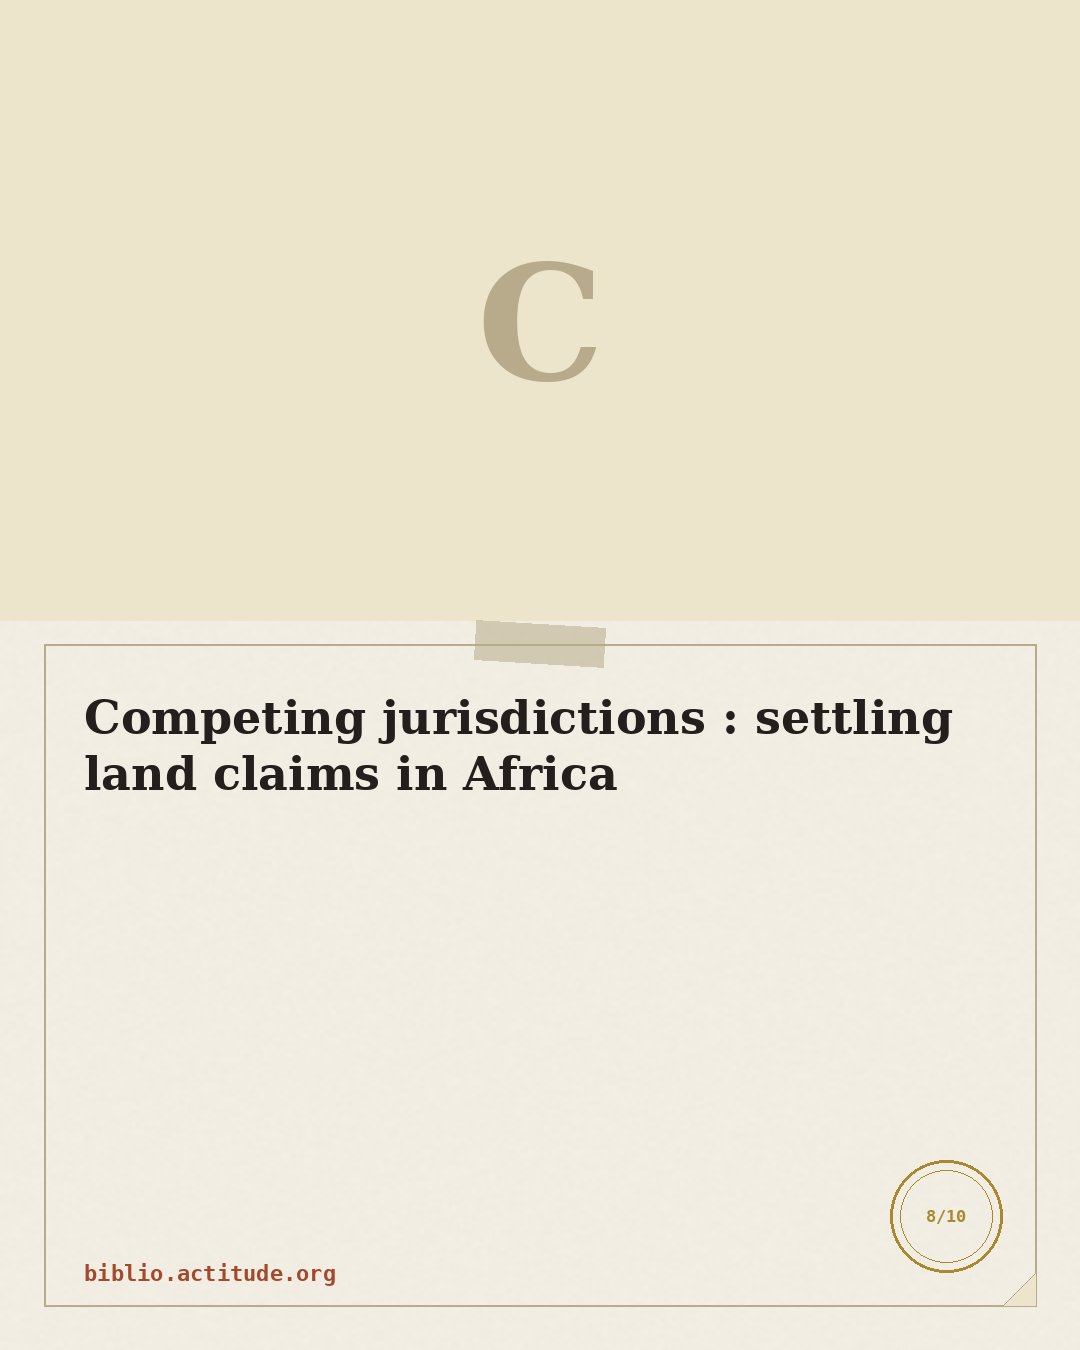 C
Competing jurisdictions : settling
land claims in Africa
8/10
biblio.actitude.org